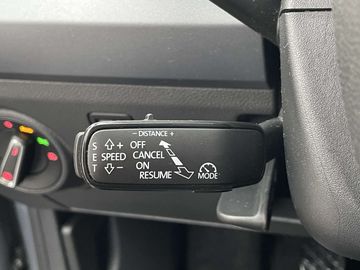 − DISTANCE +
S
E
T
+
SPEED
−
OFF
CANCEL
ON
RESUME
MODE